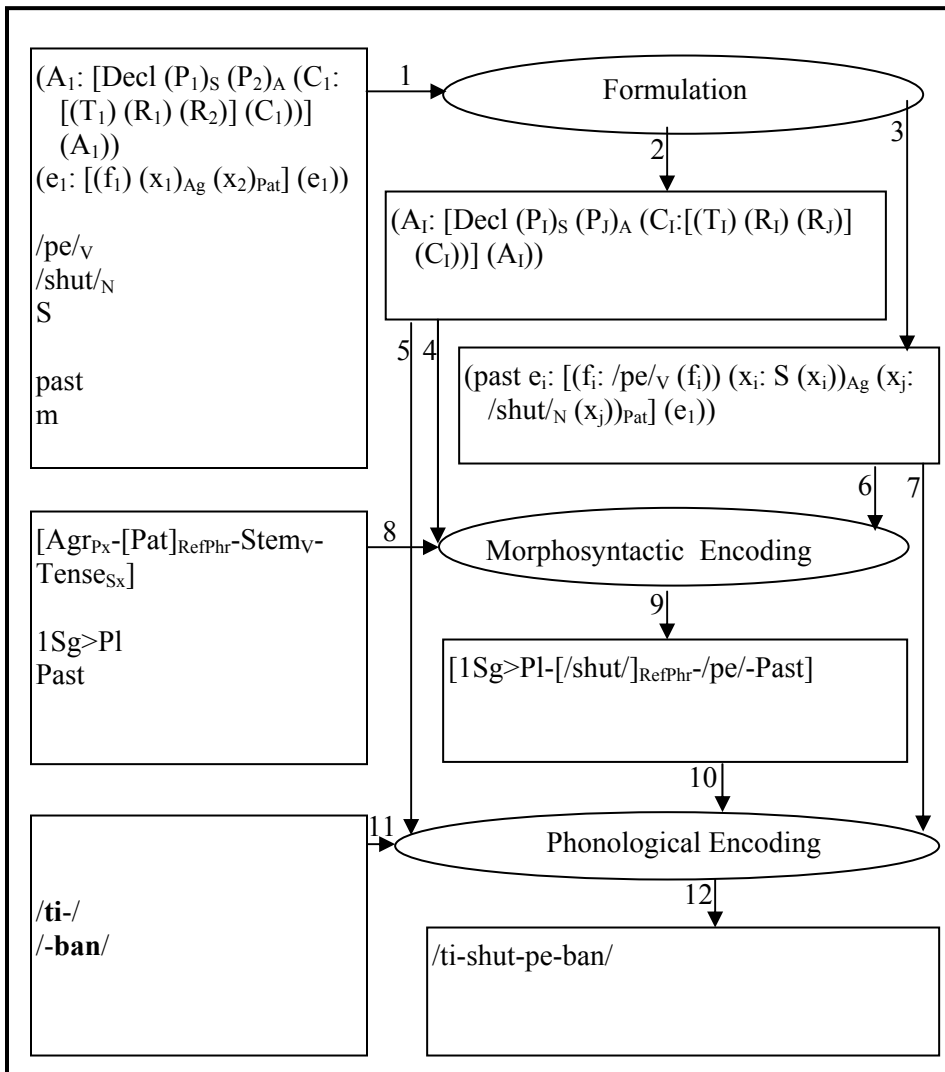 (A₁: [Decl (P₁)S (P₂)A (C₁:
[(T₁) (R₁) (R₂)] (C₁))]
(A₁))
(e₁: [(f₁) (x₁)Ag (x₂)Pat] (e₁))
/pe/V
/shut/N
S
past
m
1
Formulation
2
3
(AI: [Decl (PI)S (PJ)A (CI:[(TI) (RI) (RJ)]
(CI))] (AI))
5
4
(past ei: [(fi: /pe/V (fi)) (xi: S (xi))Ag (xj:
/shut/N (xj))Pat] (e₁))
6
7
[AgrPx-[Pat]RefPhr-StemV-
TenseSx]
1Sg>Pl
Past
8
Morphosyntactic Encoding
9
[1Sg>Pl-[/shut/]RefPhr-/pe/-Past]
10
/ti-/
/-ban/
11
Phonological Encoding
12
/ti-shut-pe-ban/